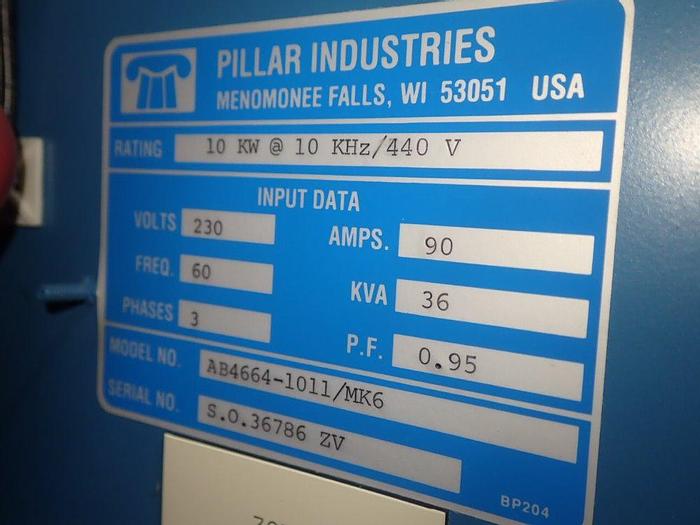 PILLAR INDUSTRIES
MENOMONEE FALLS, WI 53051 USA
RATING 10 KW @ 10 KHz/440 V
INPUT DATA
VOLTS 230 AMPS. 90
FREQ. 60 KVA 36
PHASES 3 P.F. 0.95
MODEL NO. AB4664-1011/MK6
SERIAL NO. S.O.36786 ZV
BP204